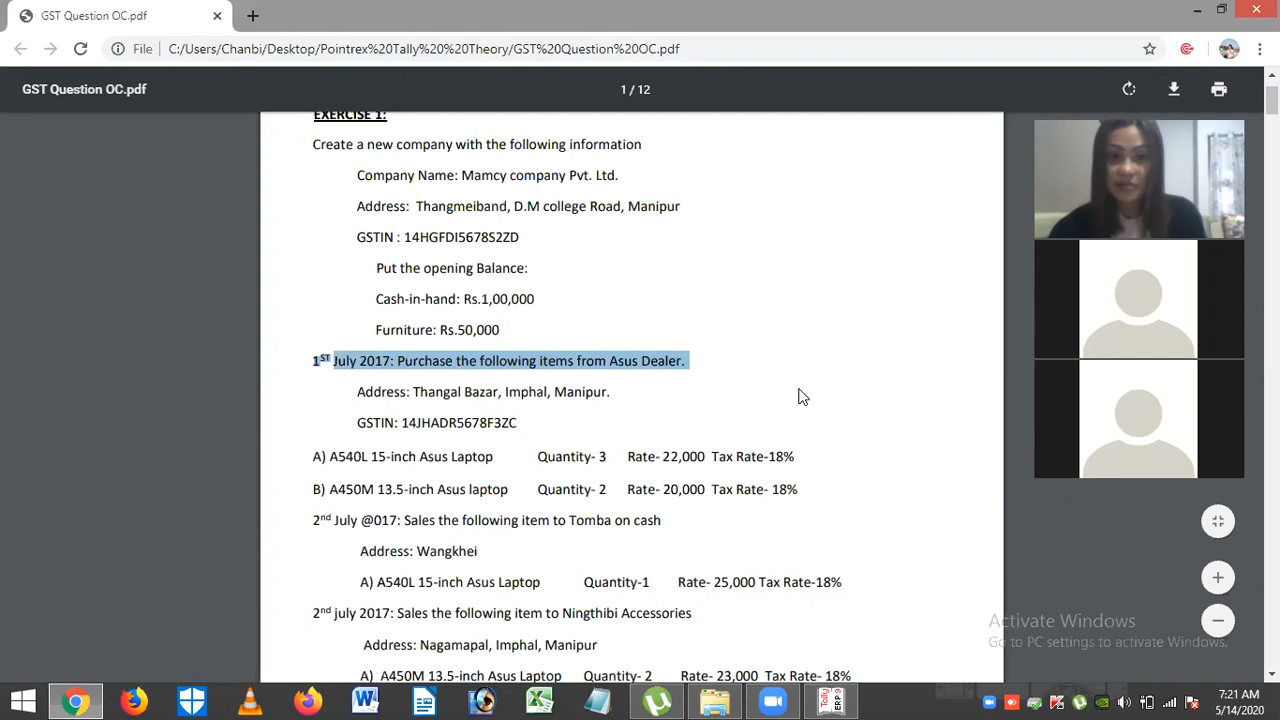 GST Question OC.pdf
File C:/Users/Chanbi/Desktop/Pointrex%20Tally%20%20Theory/GST%20Question%20OC.pdf
GST Question OC.pdf
1 / 12
EXERCISE 1:
Create a new company with the following information
Company Name: Mamcy company Pvt. Ltd.
Address: Thangmeiband, D.M college Road, Manipur
GSTIN : 14HGFDI5678S2ZD
Put the opening Balance:
Cash-in-hand: Rs.1,00,000
Furniture: Rs.50,000
1ST July 2017: Purchase the following items from Asus Dealer.
Address: Thangal Bazar, Imphal, Manipur.
GSTIN: 14JHADR5678F3ZC
A) A540L 15-inch Asus Laptop Quantity- 3 Rate- 22,000 Tax Rate-18%
B) A450M 13.5-inch Asus laptop Quantity- 2 Rate- 20,000 Tax Rate- 18%
2nd July @017: Sales the following item to Tomba on cash
Address: Wangkhei
A) A540L 15-inch Asus Laptop Quantity-1 Rate- 25,000 Tax Rate-18%
2nd july 2017: Sales the following item to Ningthibi Accessories
Address: Nagamapal, Imphal, Manipur
A) A450M 13.5-inch Asus Laptop Quantity- 2 Rate- 23,000 Tax Rate- 18%
Activate Windows
Go to PC settings to activate Windows.
Tally ERP 9
7:21 AM
5/14/2020